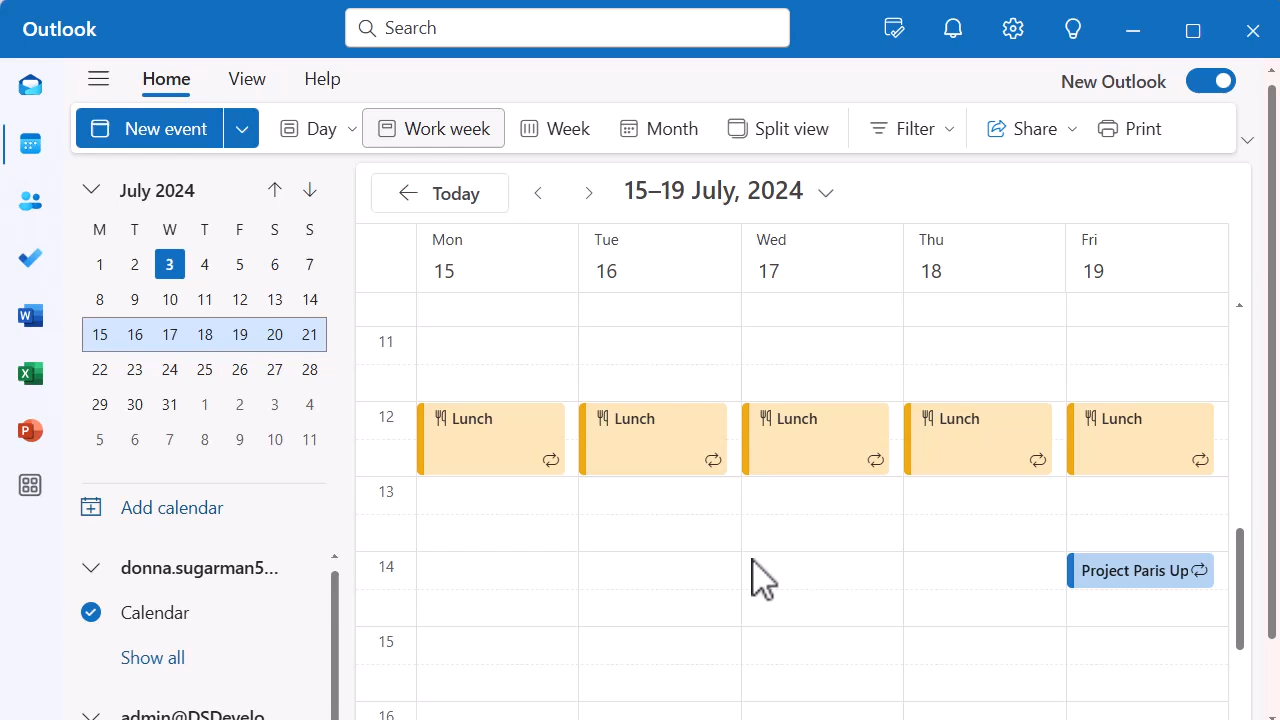 Outlook
Search
Home View Help
New Outlook
New event Day Work week Week Month Split view Filter Share Print
July 2024
M T W T F S S
1 2 3 4 5 6 7
8 9 10 11 12 13 14
15 16 17 18 19 20 21
22 23 24 25 26 27 28
29 30 31 1 2 3 4
5 6 7 8 9 10 11
Add calendar
donna.sugarman5...
Calendar
Show all
admin@DSDevelo
Today 15–19 July, 2024
Mon Tue Wed Thu Fri
15 16 17 18 19
11
12 Lunch Lunch Lunch Lunch Lunch
13
14 Project Paris Up
15
16